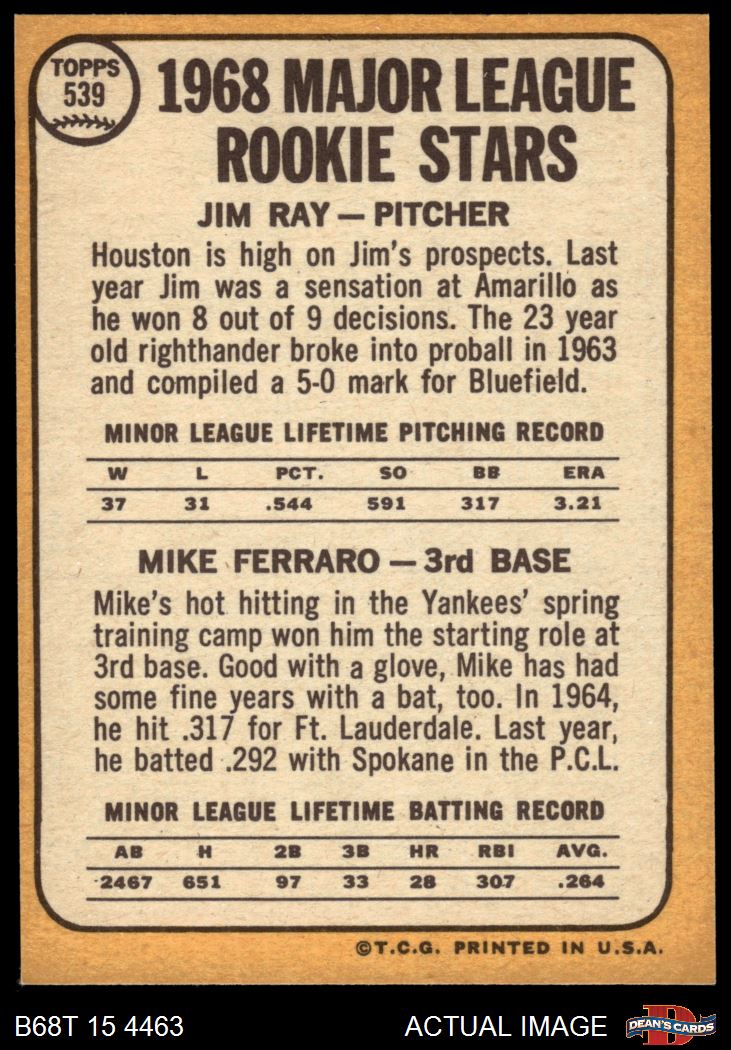 TOPPS
539
1968 MAJOR LEAGUE
ROOKIE STARS
JIM RAY — PITCHER
Houston is high on Jim's prospects. Last
year Jim was a sensation at Amarillo as
he won 8 out of 9 decisions. The 23 year
old righthander broke into proball in 1963
and compiled a 5-0 mark for Bluefield.
MINOR LEAGUE LIFETIME PITCHING RECORD
W L PCT. SO BB ERA
37 31 .544 591 317 3.21
MIKE FERRARO — 3rd BASE
Mike's hot hitting in the Yankees' spring
training camp won him the starting role at
3rd base. Good with a glove, Mike has had
some fine years with a bat, too. In 1964,
he hit .317 for Ft. Lauderdale. Last year,
he batted .292 with Spokane in the P.C.L.
MINOR LEAGUE LIFETIME BATTING RECORD
AB H 2B 3B HR RBI AVG.
2467 651 97 33 28 307 .264
©T.C.G. PRINTED IN U.S.A.
B68T 15 4463 ACTUAL IMAGE
D
DEAN'S CARDS